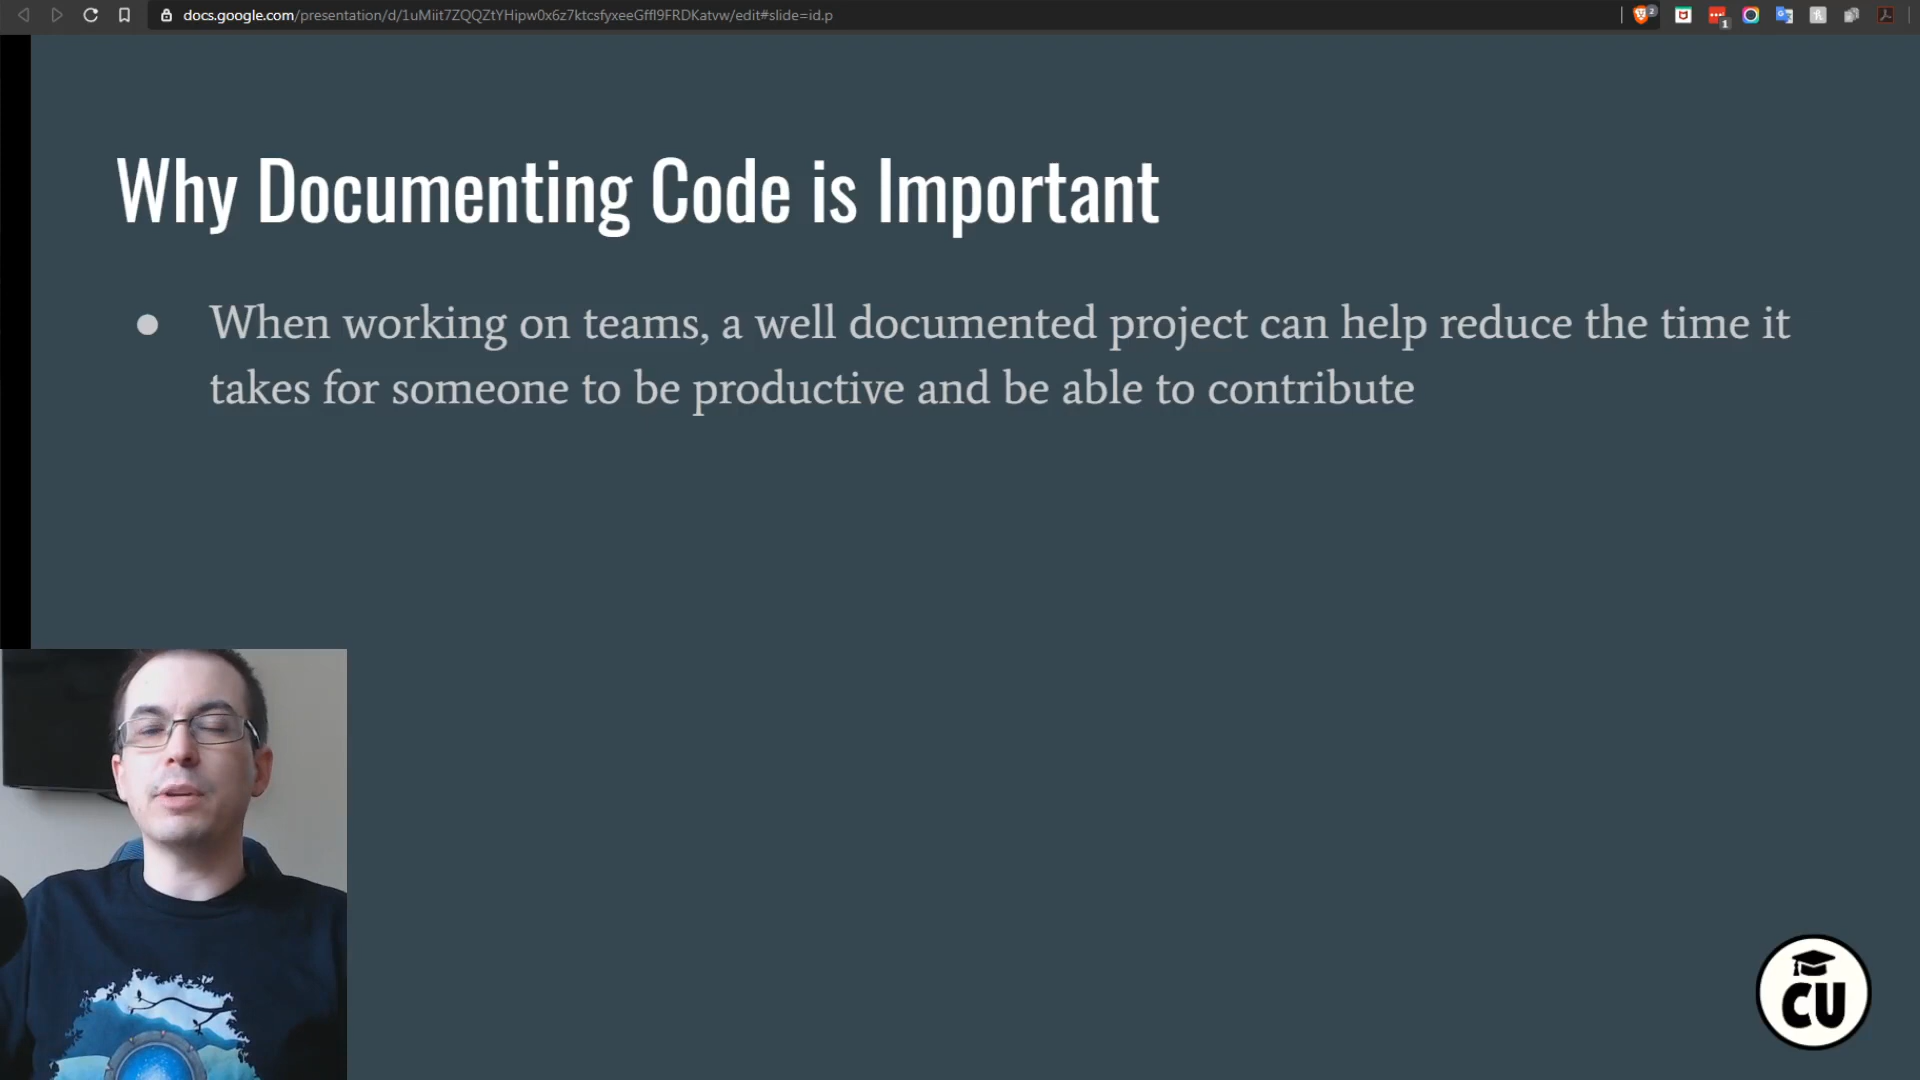 docs.google.com/presentation/d/1uMiit7ZQQZtYHipw0x6z7ktcsfyxeeGffl9FRDKatvw/edit#slide=id.p
2
1
Why Documenting Code is Important
● When working on teams, a well documented project can help reduce the time it
takes for someone to be productive and be able to contribute
CU